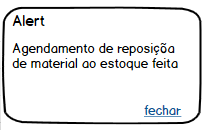 Alert
Agendamento de reposição
de material ao estoque feita
fechar